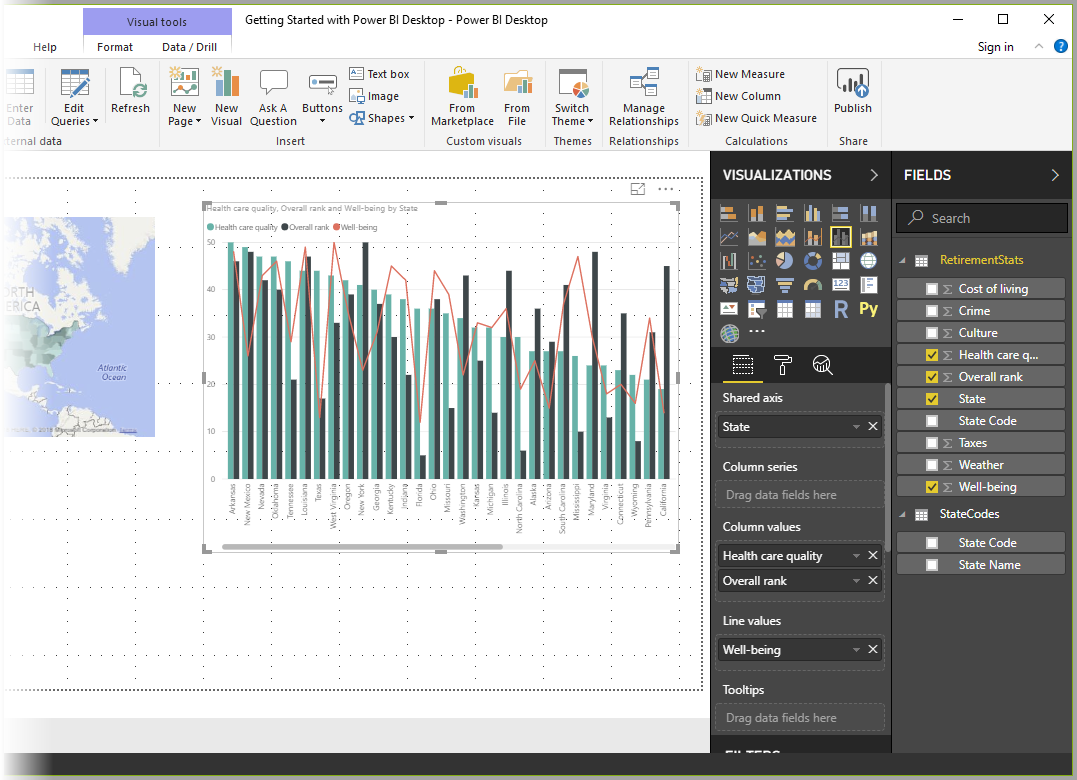 Visual tools
Getting Started with Power BI Desktop - Power BI Desktop
Help
Format
Data / Drill
Sign in
?
Enter
Data
Edit
Queries
Refresh
ternal data
New
Page
New
Visual
Ask A
Question
Buttons
Text box
Image
Shapes
Insert
From
Marketplace
From
File
Custom visuals
Switch
Theme
Themes
Manage
Relationships
Relationships
New Measure
New Column
New Quick Measure
Calculations
Publish
Share
ORTH
ERICA
Atlantic
Ocean
Health care quality, Overall rank and Well-being by State
Health care quality Overall rank Well-being
50
40
30
20
10
0
Arkansas
New Mexico
Nevada
Oklahoma
Tennessee
Louisiana
Texas
West Virginia
Oregon
New York
Georgia
Kentucky
Indiana
Florida
Ohio
Missouri
Washington
Kansas
Michigan
Illinois
North Carolina
Alaska
Arizona
South Carolina
Mississippi
Maryland
Virginia
Connecticut
Wyoming
Pennsylvania
California
VISUALIZATIONS
123
R
Py
Shared axis
State
Column series
Drag data fields here
Column values
Health care quality
Overall rank
Line values
Well-being
Tooltips
Drag data fields here
FILTERS
FIELDS
Search
RetirementStats
Cost of living
Crime
Culture
Health care q...
Overall rank
State
State Code
Taxes
Weather
Well-being
StateCodes
State Code
State Name